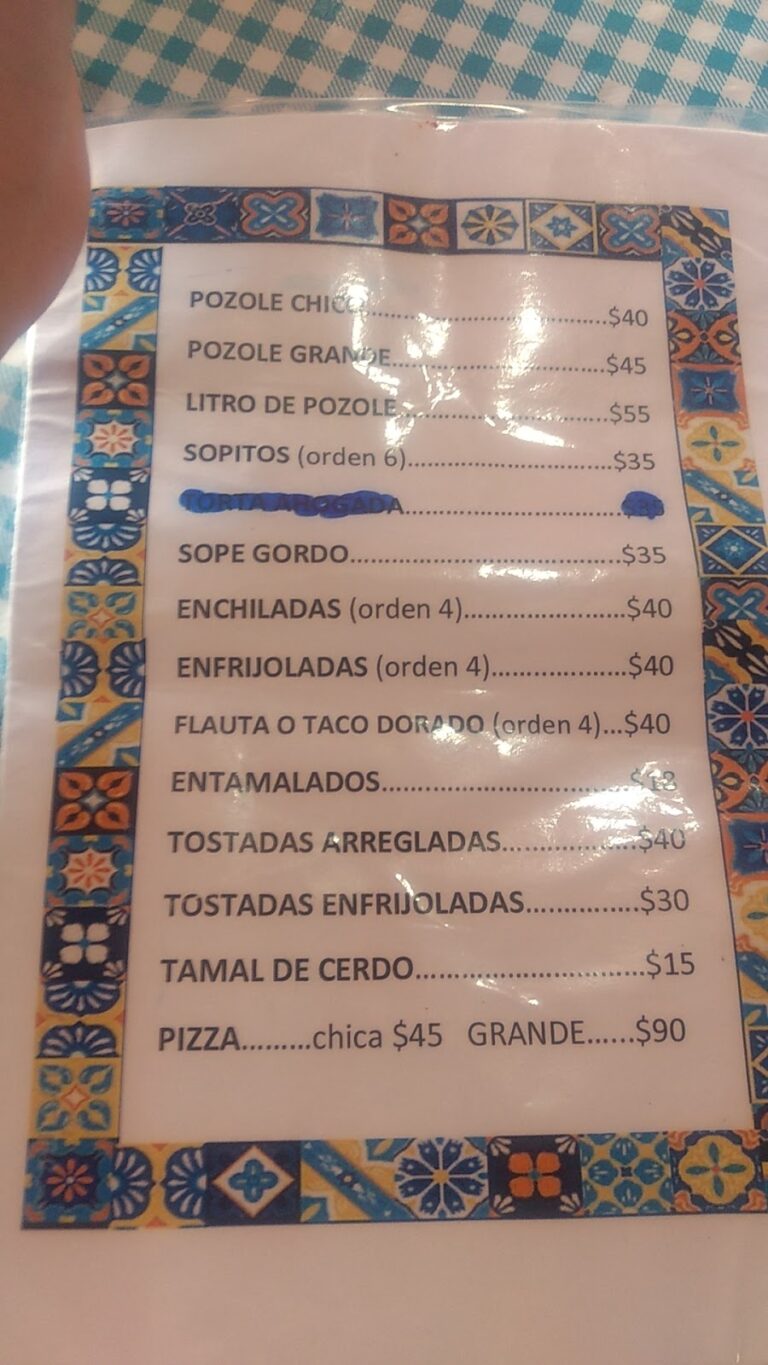 POZOLE CHICO.......................................$40
POZOLE GRANDE...................................$45
LITRO DE POZOLE..................................$55
SOPITOS (orden 6)................................$35
TORTA AHOGADA..................................
SOPE GORDO..........................................$35
ENCHILADAS (orden 4).........................$40
ENFRIJOLADAS (orden 4).....................$40
FLAUTA O TACO DORADO (orden 4)...$40
ENTAMALADOS......................................$18
TOSTADAS ARREGLADAS....................$40
TOSTADAS ENFRIJOLADAS.................$30
TAMAL DE CERDO..................................$15
PIZZA.........chica $45 GRANDE......$90